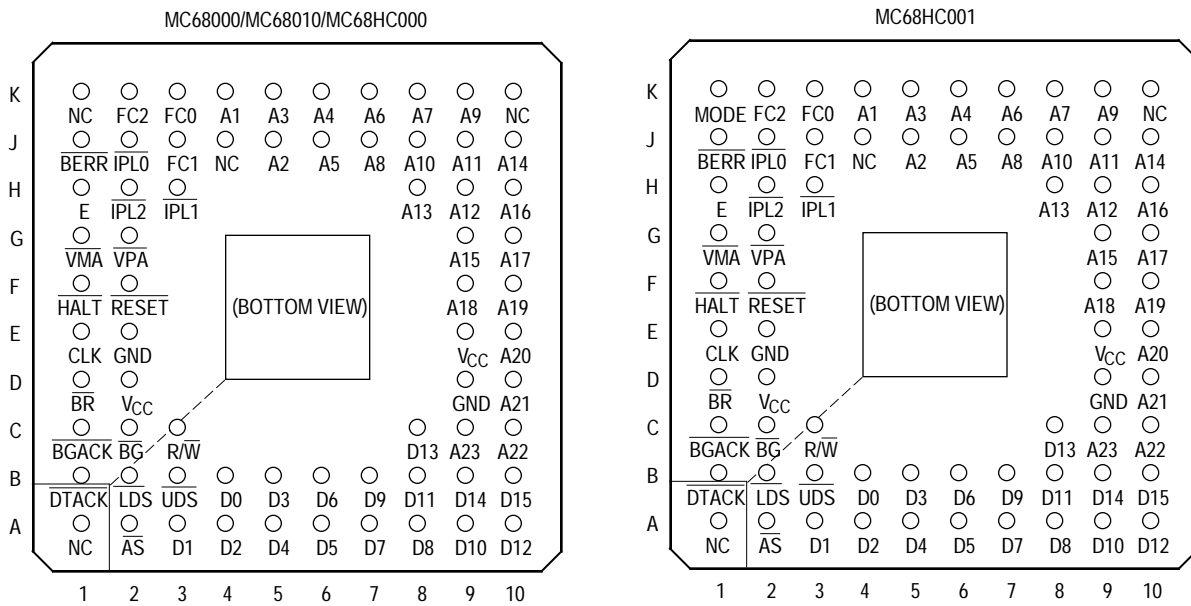 MC68000/MC68010/MC68HC000
K
NC FC2 FC0 A1 A3 A4 A6 A7 A9 NC
J
BERR IPL0 FC1 NC A2 A5 A8 A10 A11 A14
H
E IPL2 IPL1 A13 A12 A16
G
VMA VPA A15 A17
F
HALT RESET (BOTTOM VIEW) A18 A19
E
CLK GND VCC A20
D
BR VCC GND A21
C
BGACK BG R/W D13 A23 A22
B
DTACK LDS UDS D0 D3 D6 D9 D11 D14 D15
A
NC AS D1 D2 D4 D5 D7 D8 D10 D12
1 2 3 4 5 6 7 8 9 10
MC68HC001
K
MODE FC2 FC0 A1 A3 A4 A6 A7 A9 NC
J
BERR IPL0 FC1 NC A2 A5 A8 A10 A11 A14
H
E IPL2 IPL1 A13 A12 A16
G
VMA VPA A15 A17
F
HALT RESET (BOTTOM VIEW) A18 A19
E
CLK GND VCC A20
D
BR VCC GND A21
C
BGACK BG R/W D13 A23 A22
B
DTACK LDS UDS D0 D3 D6 D9 D11 D14 D15
A
NC AS D1 D2 D4 D5 D7 D8 D10 D12
1 2 3 4 5 6 7 8 9 10